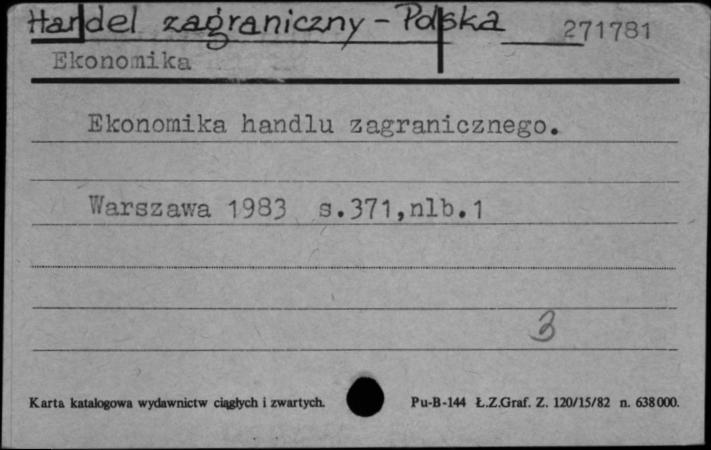 Handel zagraniczny - Polska 271781
Ekonomika
Ekonomika handlu zagranicznego.
Warszawa 1983 s.371,nlb.1
3
Karta katalogowa wydawnictw ciągłych i zwartych. Pu-B-144 Ł.Z.Graf. Z. 120/15/82 n. 638000.